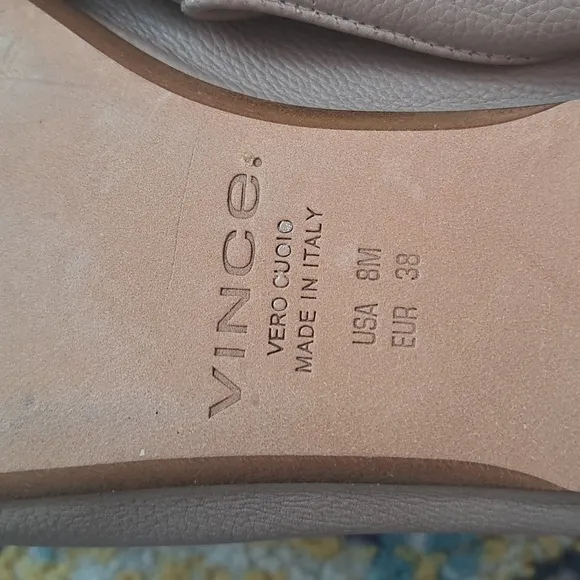 VINCe.
VERO CUOIO
MADE IN ITALY
USA 8M
EUR 38